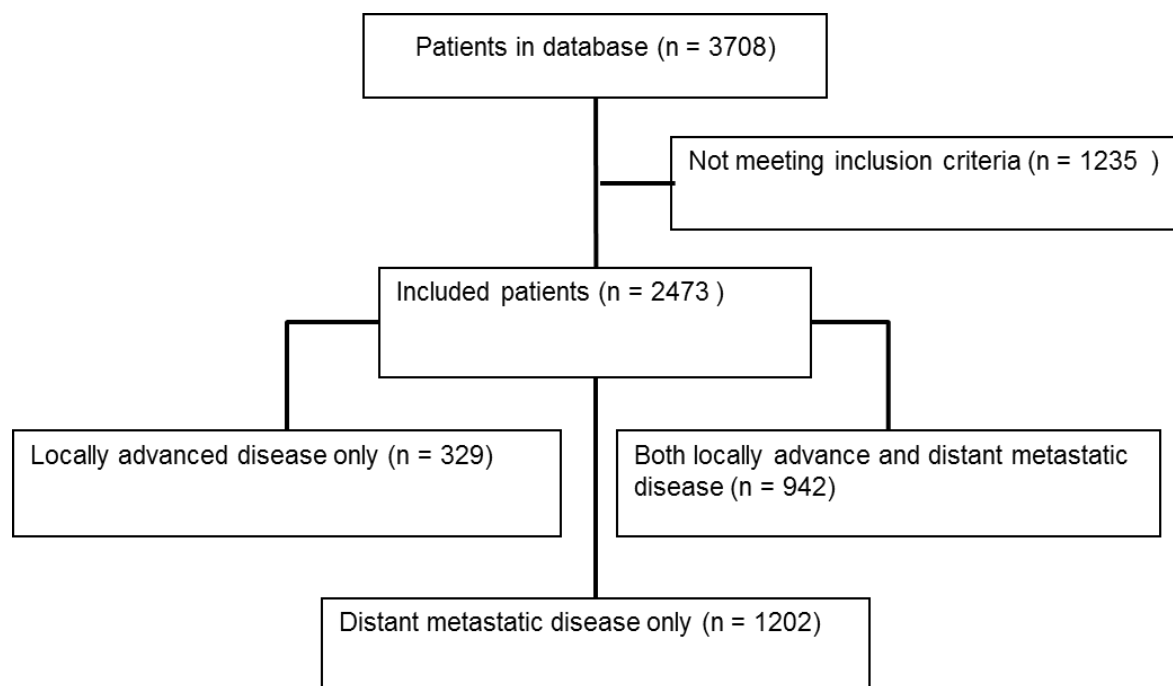 Patients in database (n = 3708)
Not meeting inclusion criteria (n = 1235 )
Included patients (n = 2473 )
Locally advanced disease only (n = 329)
Both locally advance and distant metastatic
disease (n = 942)
Distant metastatic disease only (n = 1202)